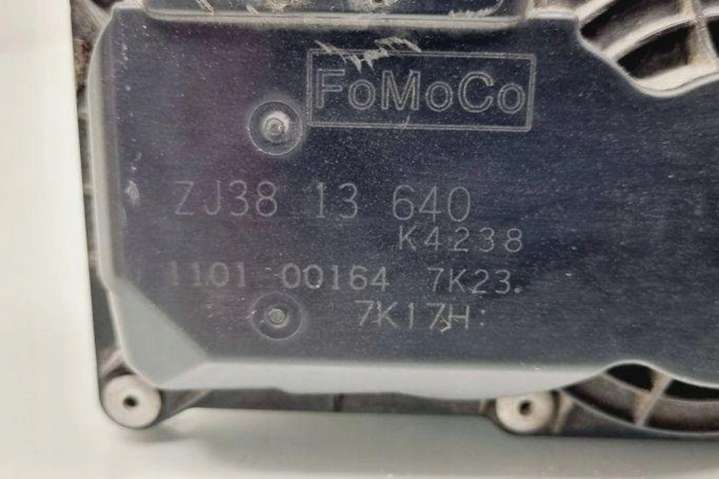 FoMoCo
ZJ38 13 640
K4238
1101 00164 7K23.
7K17H: